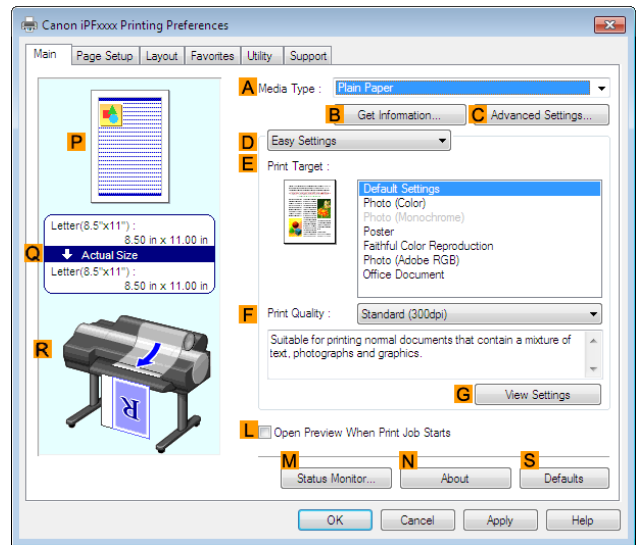 Canon iPFxxxx Printing Preferences
Main Page Setup Layout Favorites Utility Support
A Media Type : Plain Paper
B Get Information... C Advanced Settings...
D Easy Settings
E Print Target :
Default Settings
Photo (Color)
Photo (Monochrome)
Poster
Faithful Color Reproduction
Photo (Adobe RGB)
Office Document
P
Letter(8.5"x11") :
8.50 in x 11.00 in
Q Actual Size
Letter(8.5"x11") :
8.50 in x 11.00 in
R
R
F Print Quality : Standard (300dpi)
Suitable for printing normal documents that contain a mixture of
text, photographs and graphics.
G View Settings
L Open Preview When Print Job Starts
M Status Monitor... N About S Defaults
OK Cancel Apply Help